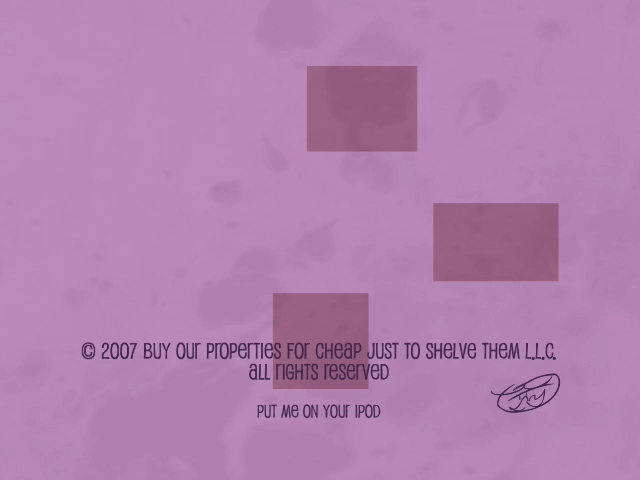 © 2007 BUY OUr PrOPerTIES FOr CHeaP JUST TO SHeLVe THeM L.L.C.
aLL rIGHTS reSerVeD
PUT Me ON YOUr IPOD